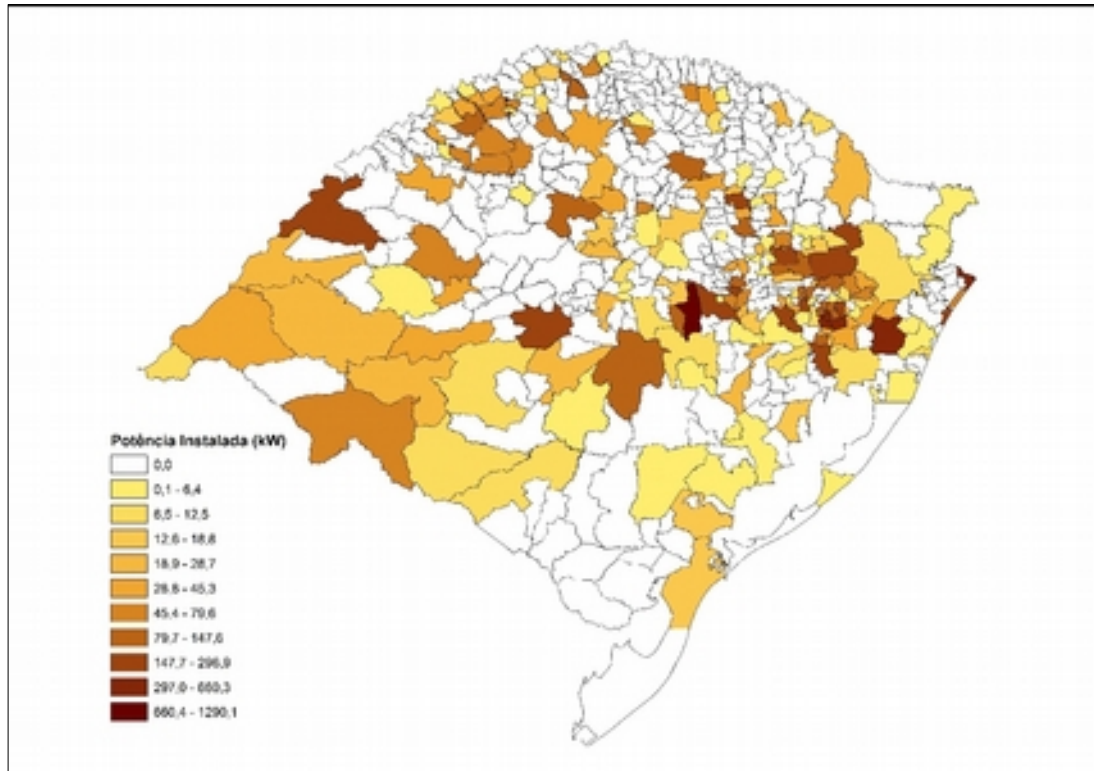 Potência Instalada (kW)
0,0
0,1 - 6,4
6,5 - 12,5
12,6 - 18,8
18,9 - 28,7
28,8 - 45,3
45,4 - 79,6
79,7 - 147,6
147,7 - 296,9
297,0 - 660,3
660,4 - 1290,1